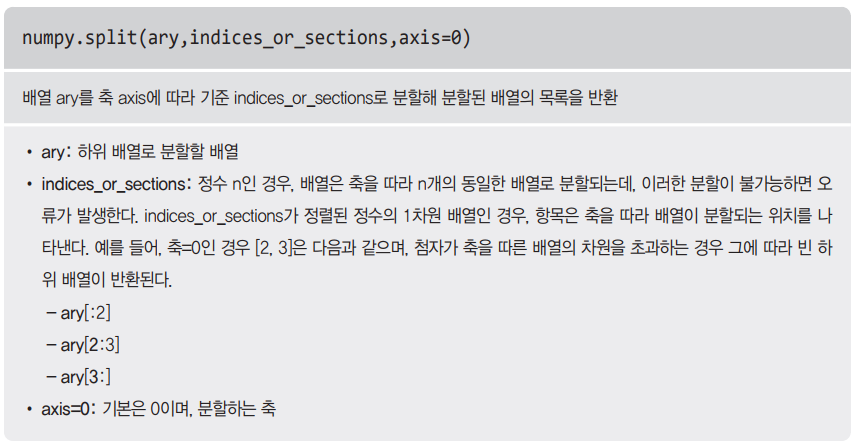 numpy.split(ary,indices_or_sections,axis=0)
배열 ary를 축 axis에 따라 기준 indices_or_sections로 분할해 분할된 배열의 목록을 반환
• ary: 하위 배열로 분할할 배열
• indices_or_sections: 정수 n인 경우, 배열은 축을 따라 n개의 동일한 배열로 분할되는데, 이러한 분할이 불가능하면 오
류가 발생한다. indices_or_sections가 정렬된 정수의 1차원 배열인 경우, 항목은 축을 따라 배열이 분할되는 위치를 나
타낸다. 예를 들어, 축=0인 경우 [2, 3]은 다음과 같으며, 첨자가 축을 따른 배열의 차원을 초과하는 경우 그에 따라 빈 하
위 배열이 반환된다.
– ary[:2]
– ary[2:3]
– ary[3:]
• axis=0: 기본은 0이며, 분할하는 축